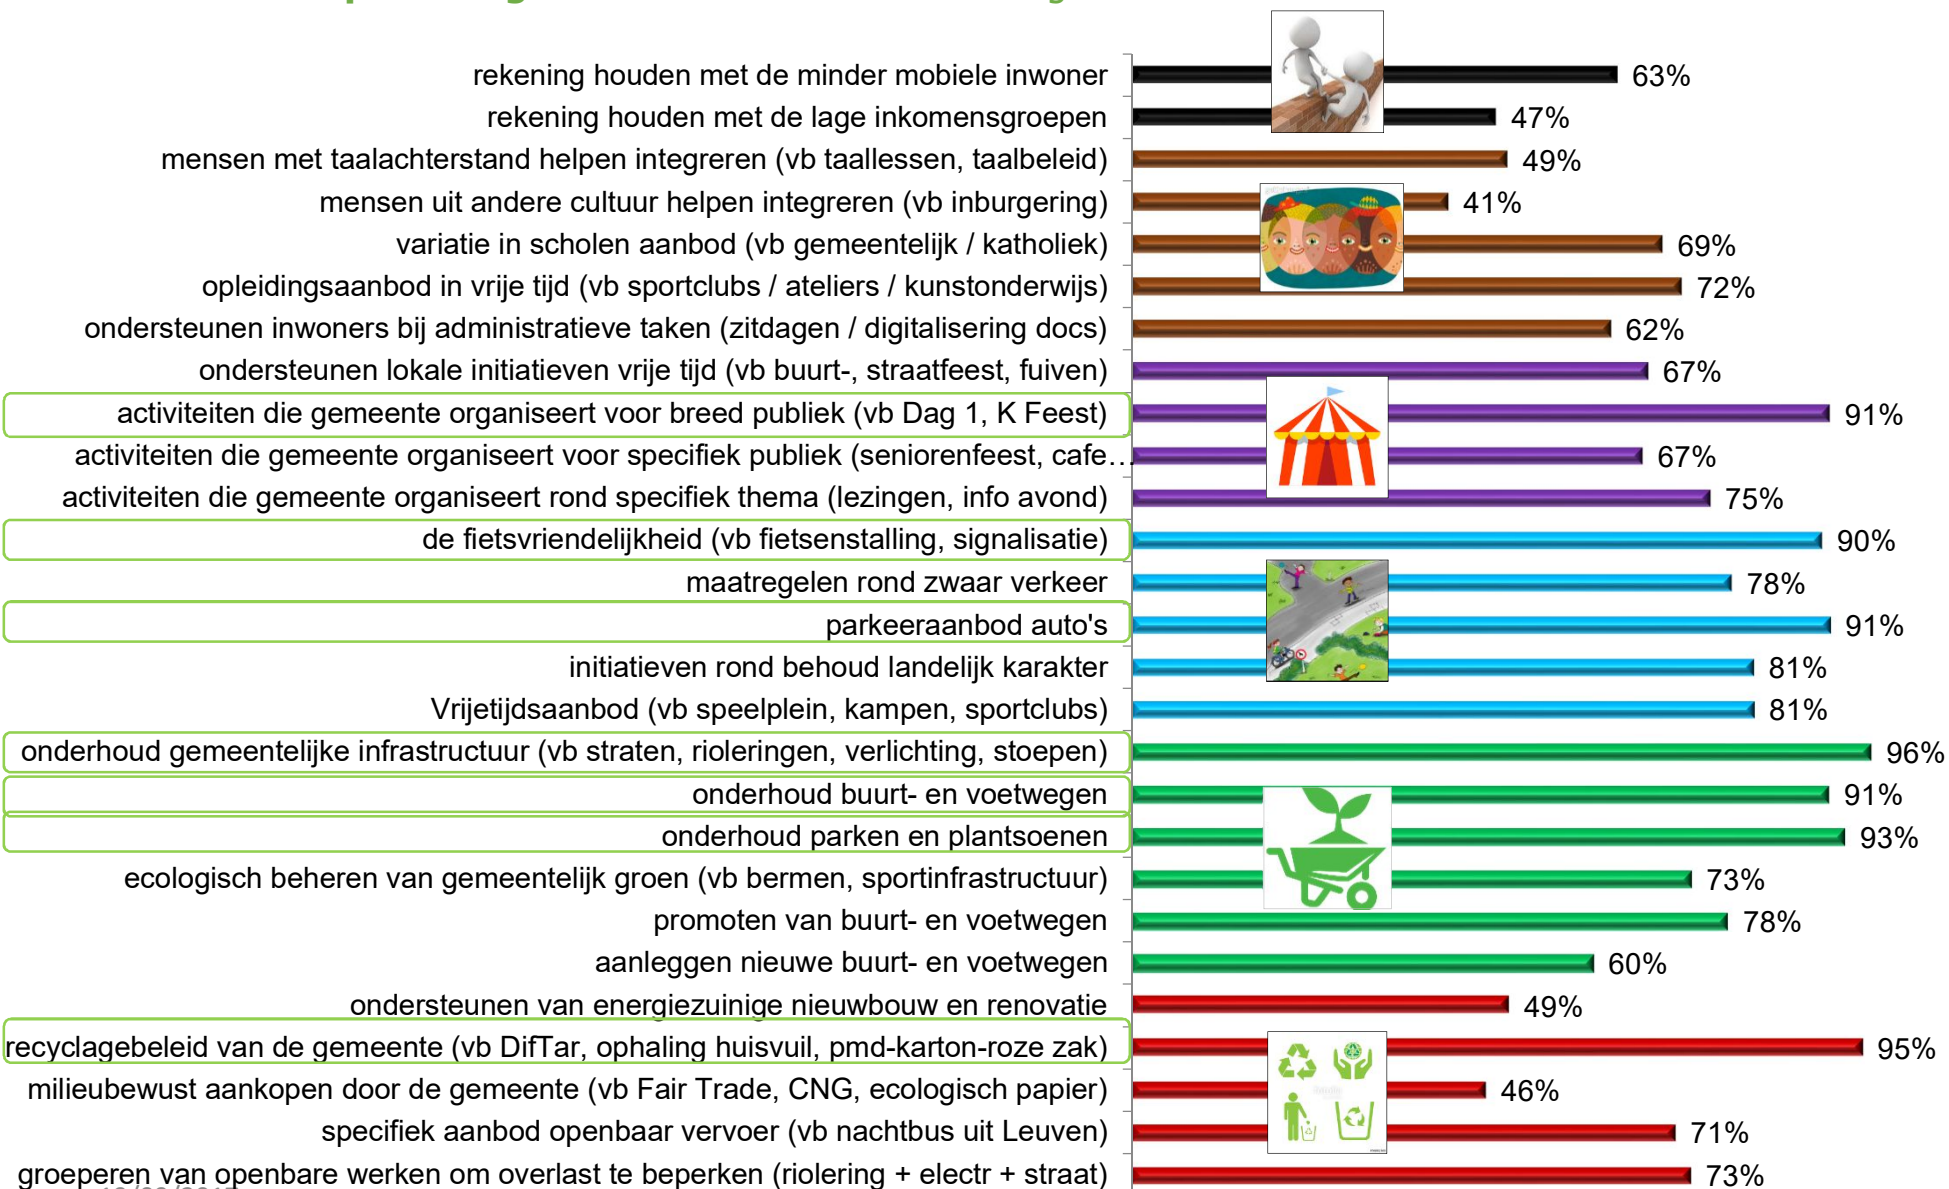 rekening houden met de minder mobiele inwoner 63%
rekening houden met de lage inkomensgroepen 47%
mensen met taalachterstand helpen integreren (vb taallessen, taalbeleid) 49%
mensen uit andere cultuur helpen integreren (vb inburgering) 41%
variatie in scholen aanbod (vb gemeentelijk / katholiek) 69%
opleidingsaanbod in vrije tijd (vb sportclubs / ateliers / kunstonderwijs) 72%
ondersteunen inwoners bij administratieve taken (zitdagen / digitalisering docs) 62%
ondersteunen lokale initiatieven vrije tijd (vb buurt-, straatfeest, fuiven) 67%
activiteiten die gemeente organiseert voor breed publiek (vb Dag 1, K Feest) 91%
activiteiten die gemeente organiseert voor specifiek publiek (seniorenfeest, cafe… 67%
activiteiten die gemeente organiseert rond specifiek thema (lezingen, info avond) 75%
de fietsvriendelijkheid (vb fietsenstalling, signalisatie) 90%
maatregelen rond zwaar verkeer 78%
parkeeraanbod auto's 91%
initiatieven rond behoud landelijk karakter 81%
Vrijetijdsaanbod (vb speelplein, kampen, sportclubs) 81%
onderhoud gemeentelijke infrastructuur (vb straten, rioleringen, verlichting, stoepen) 96%
onderhoud buurt- en voetwegen 91%
onderhoud parken en plantsoenen 93%
ecologisch beheren van gemeentelijk groen (vb bermen, sportinfrastructuur) 73%
promoten van buurt- en voetwegen 78%
aanleggen nieuwe buurt- en voetwegen 60%
ondersteunen van energiezuinige nieuwbouw en renovatie 49%
recyclagebeleid van de gemeente (vb DifTar, ophaling huisvuil, pmd-karton-roze zak) 95%
milieubewust aankopen door de gemeente (vb Fair Trade, CNG, ecologisch papier) 46%
specifiek aanbod openbaar vervoer (vb nachtbus uit Leuven) 71%
groeperen van openbare werken om overlast te beperken (riolering + electr + straat) 73%